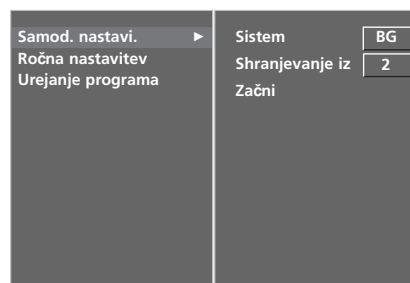 Samod. nastavi. ►
Ročna nastavitev
Urejanje programa
Sistem BG
Shranjevanje iz 2
Začni